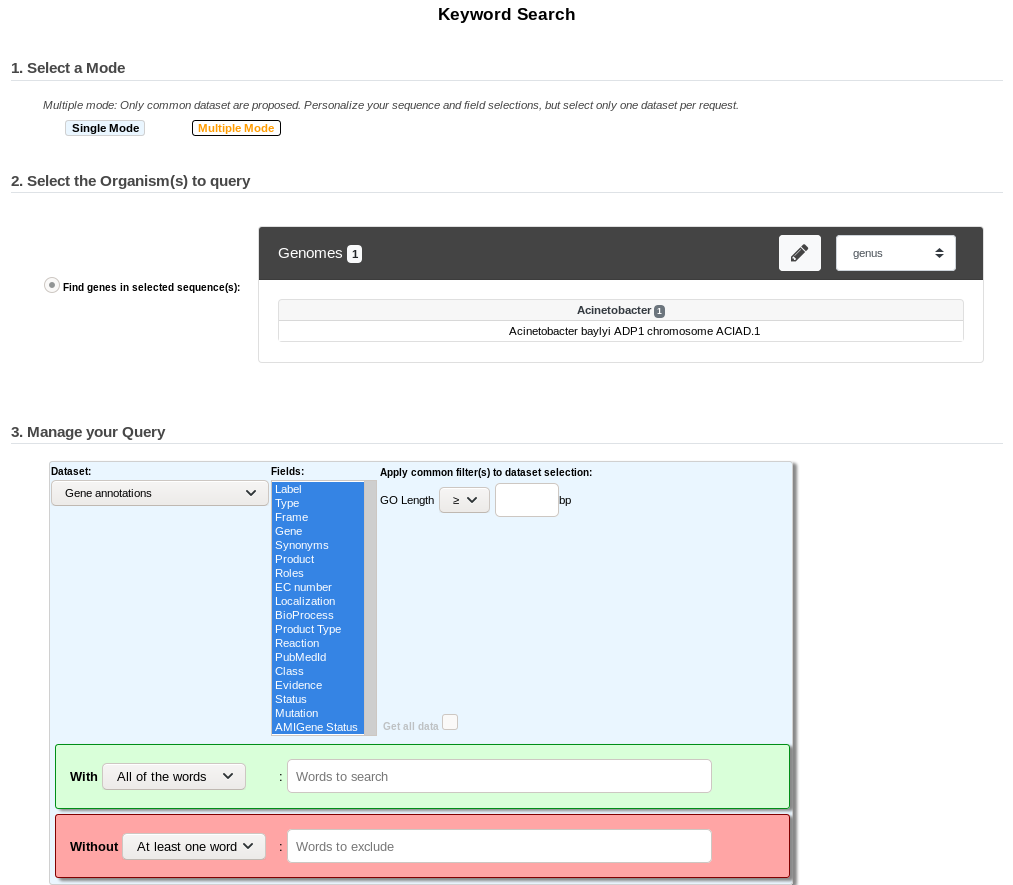 Keyword Search
1. Select a Mode
Multiple mode: Only common dataset are proposed. Personalize your sequence and field selections, but select only one dataset per request.
Single Mode Multiple Mode
2. Select the Organism(s) to query
Genomes 1 genus
Find genes in selected sequence(s):
Acinetobacter 1
Acinetobacter baylyi ADP1 chromosome ACIAD.1
3. Manage your Query
Dataset: Fields: Apply common filter(s) to dataset selection:
Gene annotations
GO Length ≥ bp
Label
Type
Frame
Gene
Synonyms
Product
Roles
EC number
Localization
BioProcess
Product Type
Reaction
PubMedId
Class
Evidence
Status
Mutation
AMIGene Status
Get all data
With All of the words : Words to search
Without At least one word : Words to exclude